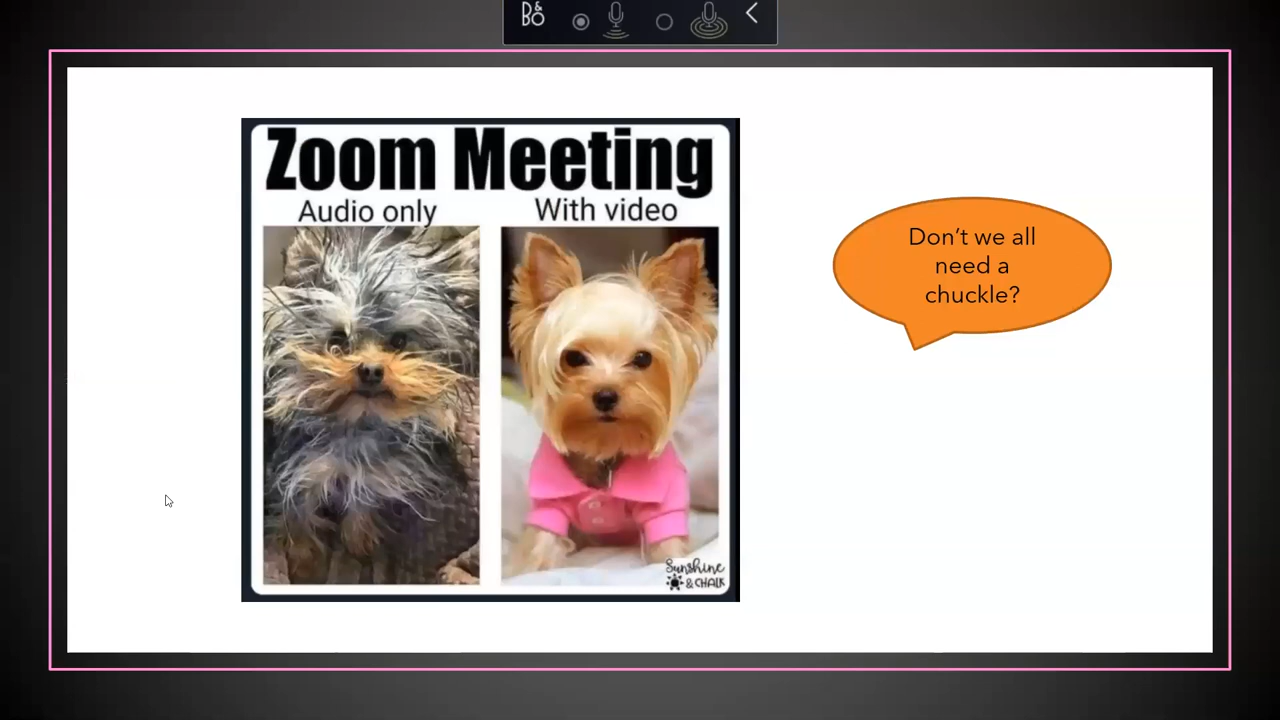 B&O
Zoom Meeting
Audio only
With video
Don’t we all
need a
chuckle?
Sunshine
& CHALK